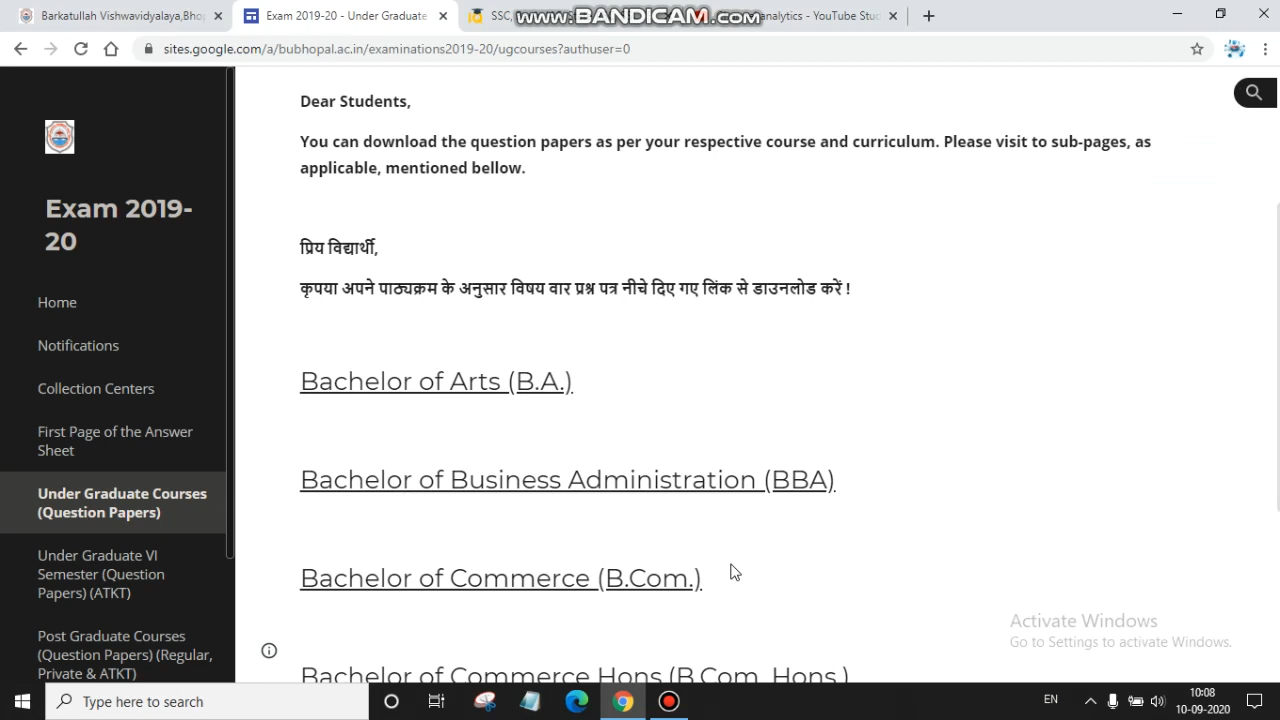 Barkatullah Vishwavidyalaya,Bhop
Exam 2019-20 - Under Graduate
SSC,
www.BANDICAM.com
analytics - YouTube Stud
sites.google.com/a/bubhopal.ac.in/examinations2019-20/ugcourses?authuser=0
Exam 2019-
20
Home
Notifications
Collection Centers
First Page of the Answer
Sheet
Under Graduate Courses
(Question Papers)
Under Graduate VI
Semester (Question
Papers) (ATKT)
Post Graduate Courses
(Question Papers) (Regular,
Private & ATKT)
Dear Students,
You can download the question papers as per your respective course and curriculum. Please visit to sub-pages, as
applicable, mentioned bellow.
प्रिय विद्यार्थी,
कृपया अपने पाठ्यक्रम के अनुसार विषय वार प्रश्न पत्र नीचे दिए गए लिंक से डाउनलोड करें !
Bachelor of Arts (B.A.)
Bachelor of Business Administration (BBA)
Bachelor of Commerce (B.Com.)
Bachelor of Commerce Hons (B.Com. Hons.)
Activate Windows
Go to Settings to activate Windows.
Type here to search
EN
10:08
10-09-2020